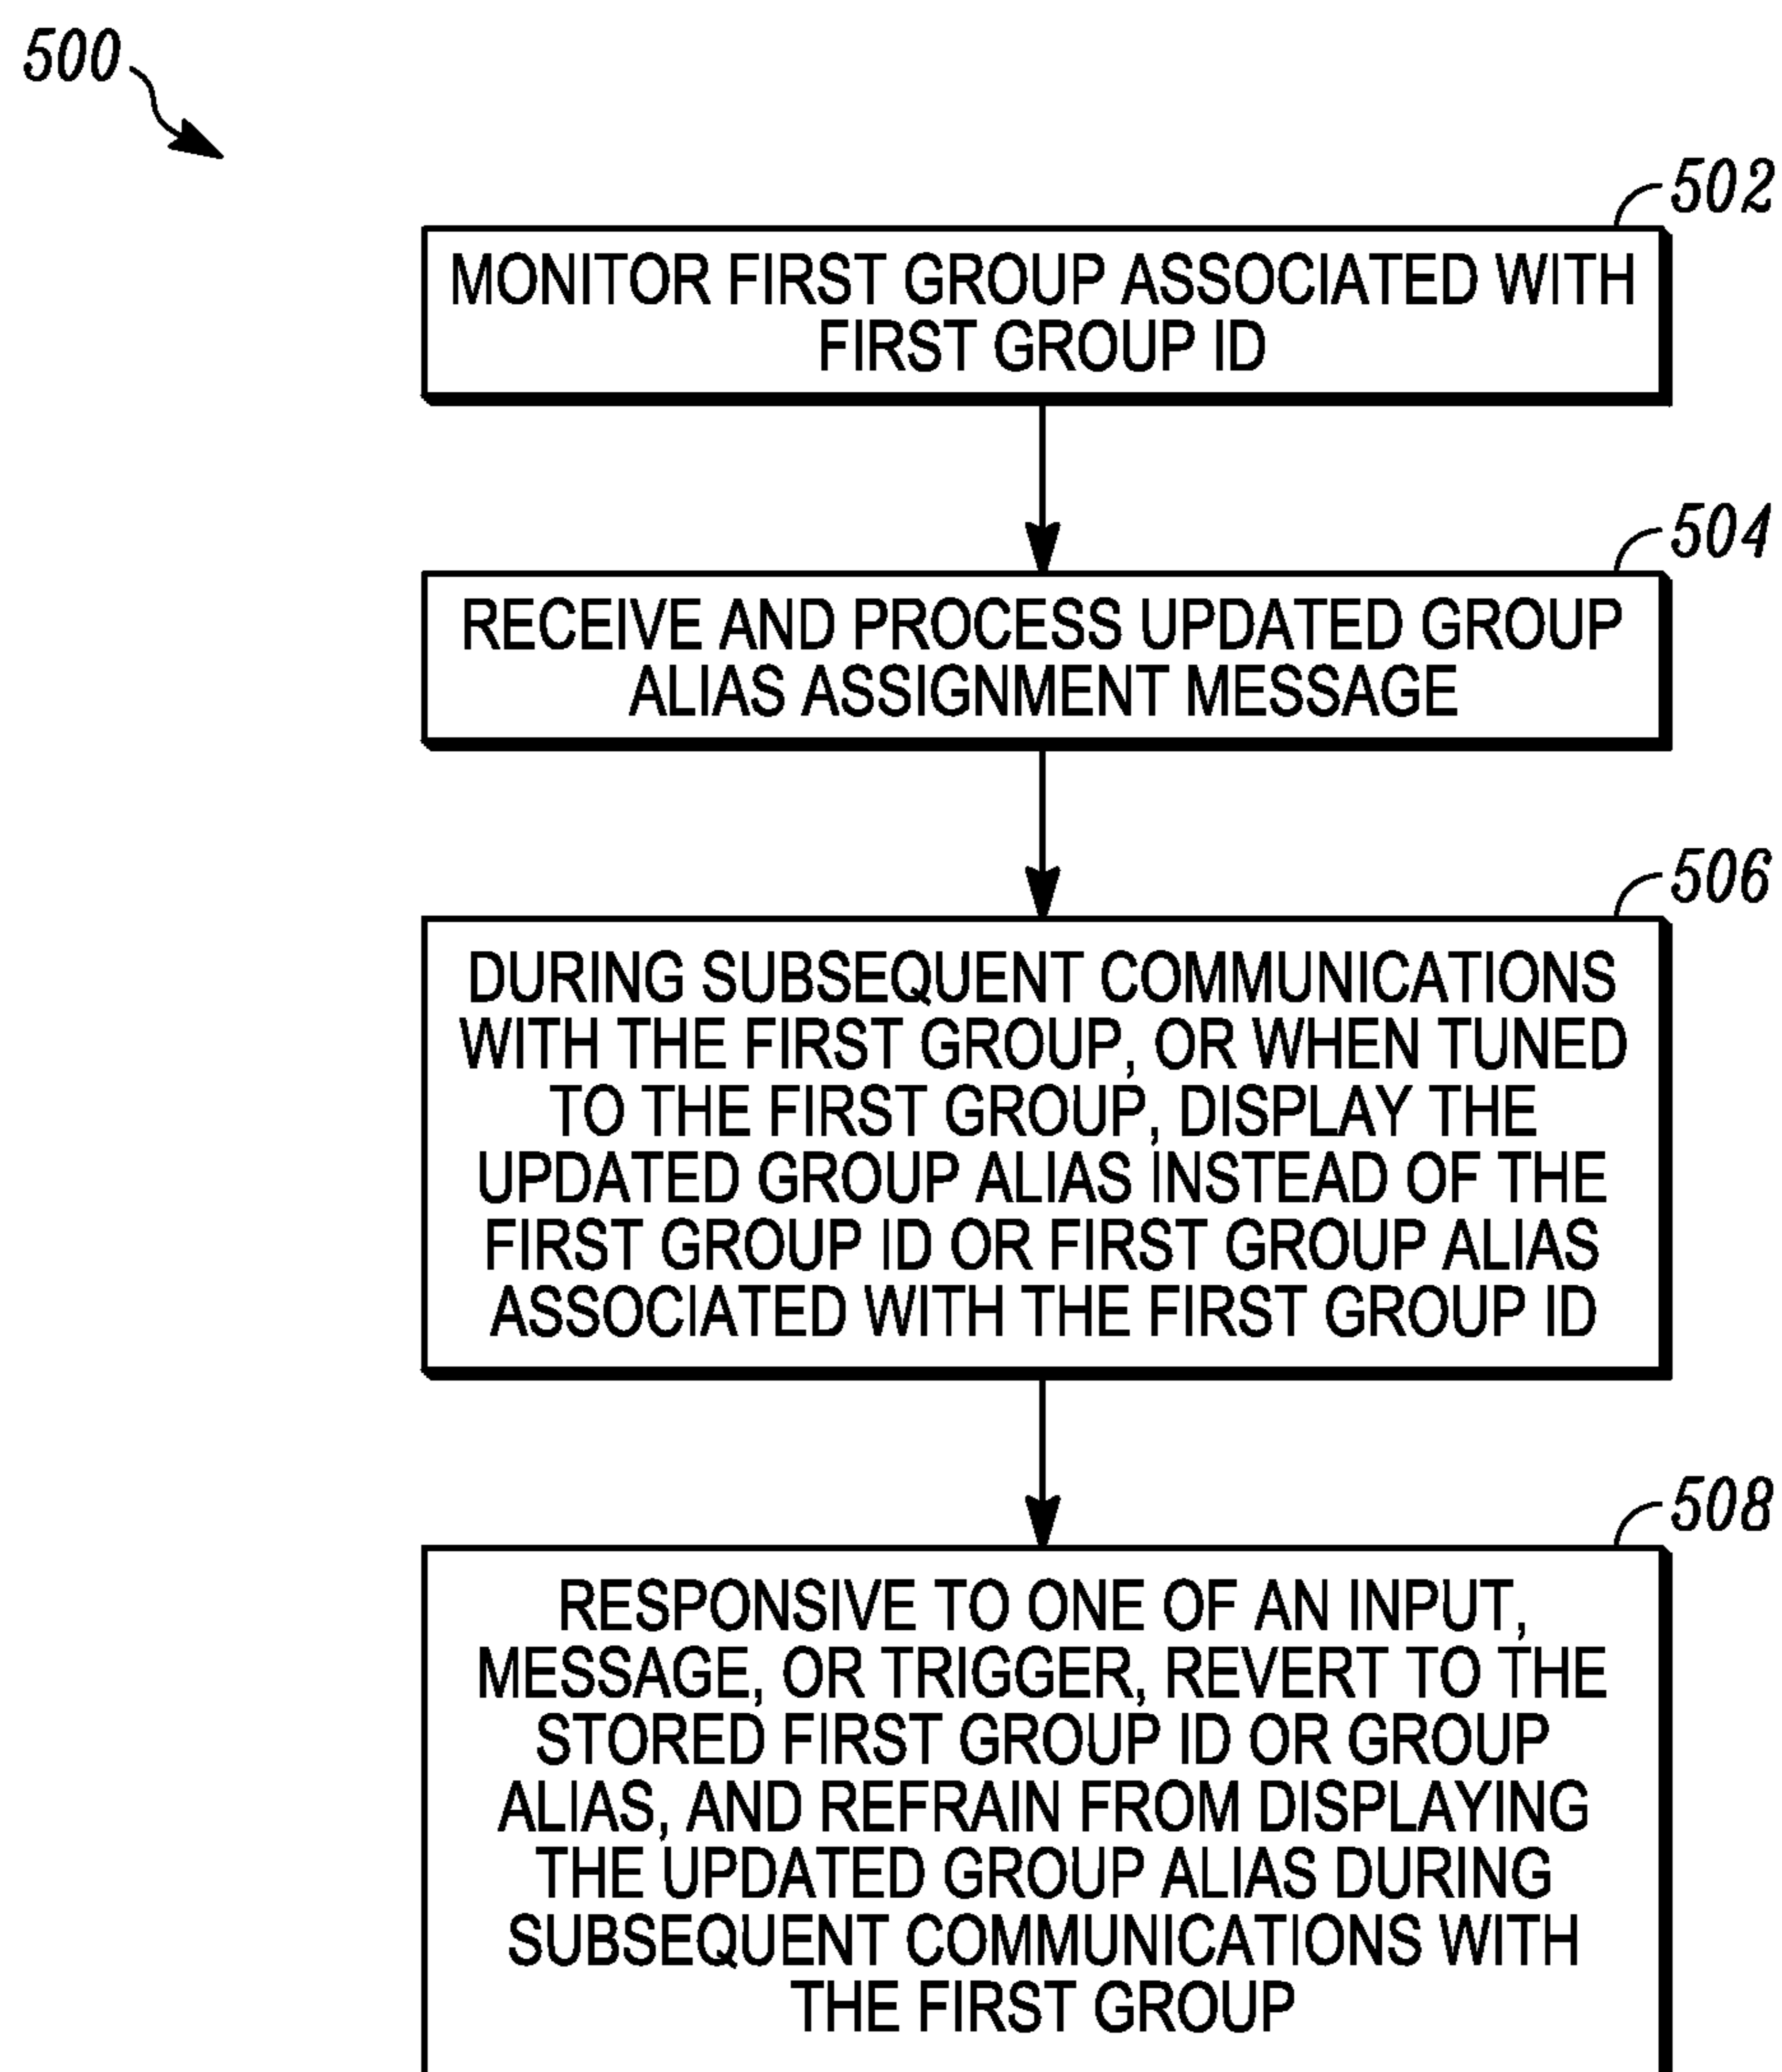 500
502
MONITOR FIRST GROUP ASSOCIATED WITH
FIRST GROUP ID
504
RECEIVE AND PROCESS UPDATED GROUP
ALIAS ASSIGNMENT MESSAGE
506
DURING SUBSEQUENT COMMUNICATIONS
WITH THE FIRST GROUP, OR WHEN TUNED
TO THE FIRST GROUP, DISPLAY THE
UPDATED GROUP ALIAS INSTEAD OF THE
FIRST GROUP ID OR FIRST GROUP ALIAS
ASSOCIATED WITH THE FIRST GROUP ID
508
RESPONSIVE TO ONE OF AN INPUT,
MESSAGE, OR TRIGGER, REVERT TO THE
STORED FIRST GROUP ID OR GROUP
ALIAS, AND REFRAIN FROM DISPLAYING
THE UPDATED GROUP ALIAS DURING
SUBSEQUENT COMMUNICATIONS WITH
THE FIRST GROUP